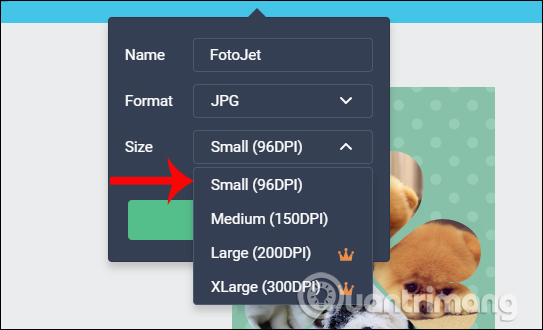 Name FotoJet
Format JPG
Size Small (96DPI)
Small (96DPI)
Medium (150DPI)
Large (200DPI)
XLarge (300DPI)
Quantrimang